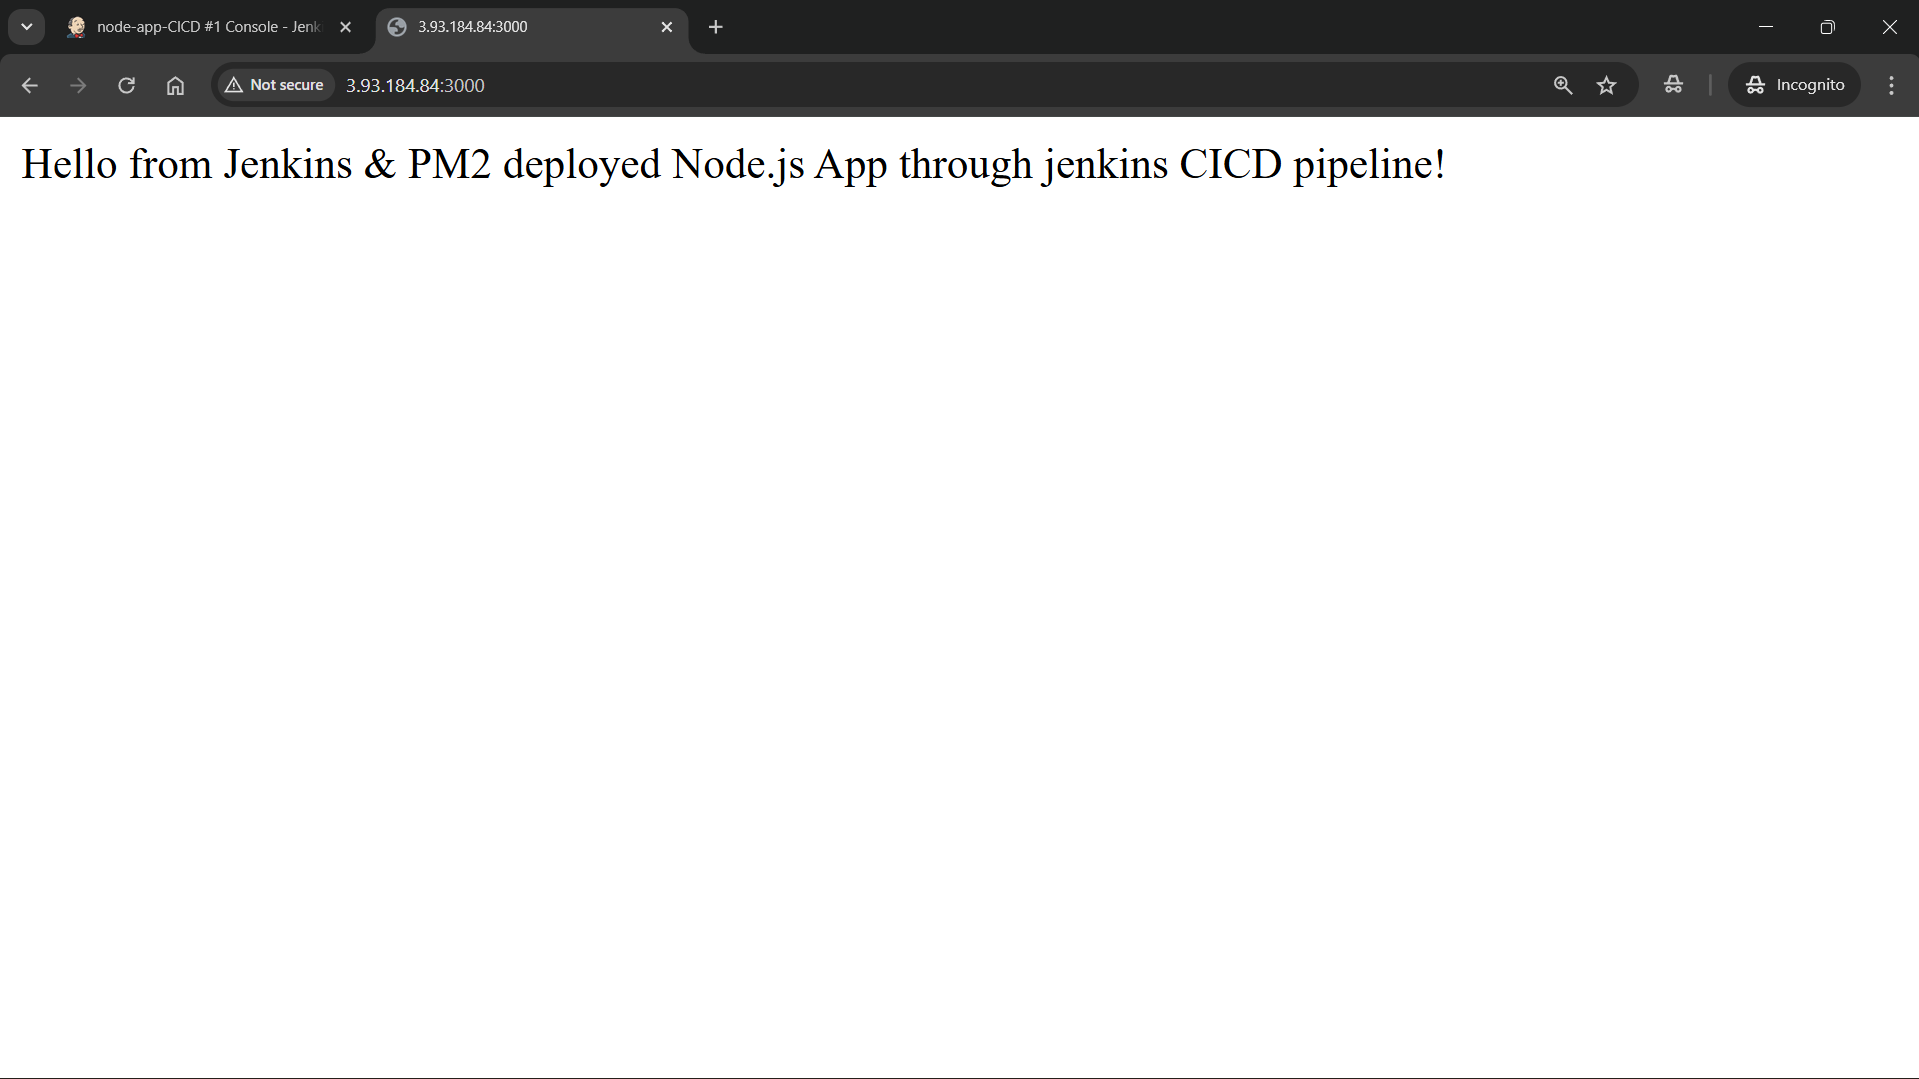 node-app-CICD #1 Console - Jenk
3.93.184.84:3000
Not secure
3.93.184.84:3000
Incognito
Hello from Jenkins & PM2 deployed Node.js App through jenkins CICD pipeline!